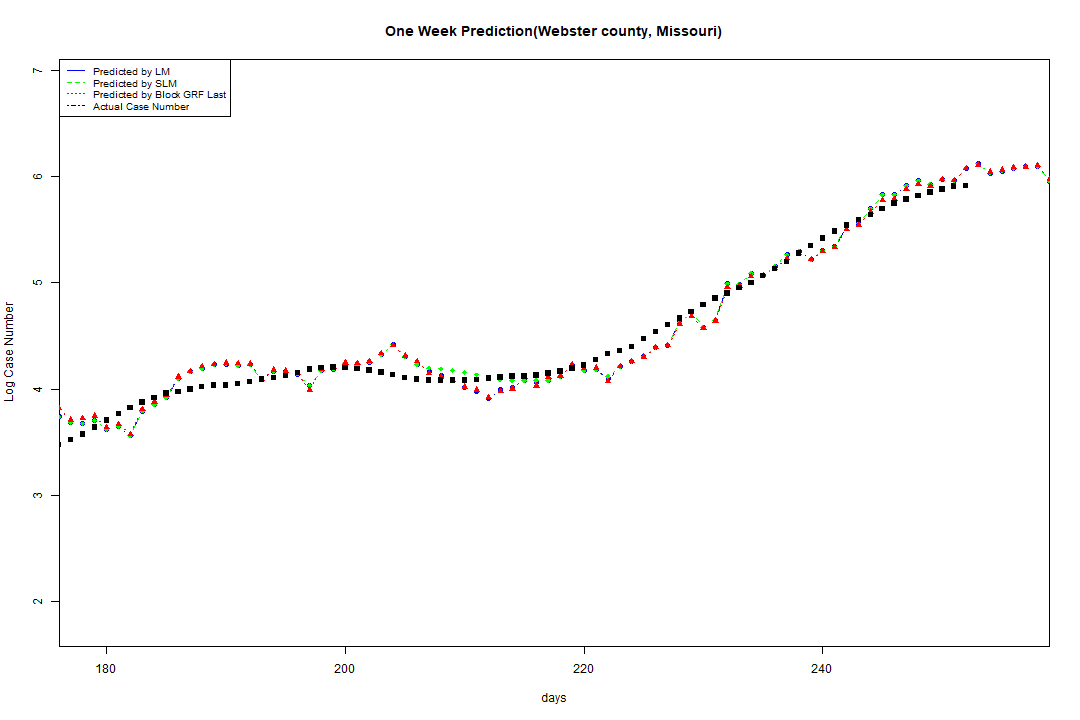 One Week Prediction(Webster county, Missouri)
Predicted by LM
Predicted by SLM
Predicted by Block GRF Last
Actual Case Number
7
6
5
4
3
2
Log Case Number
180
200
220
240
days